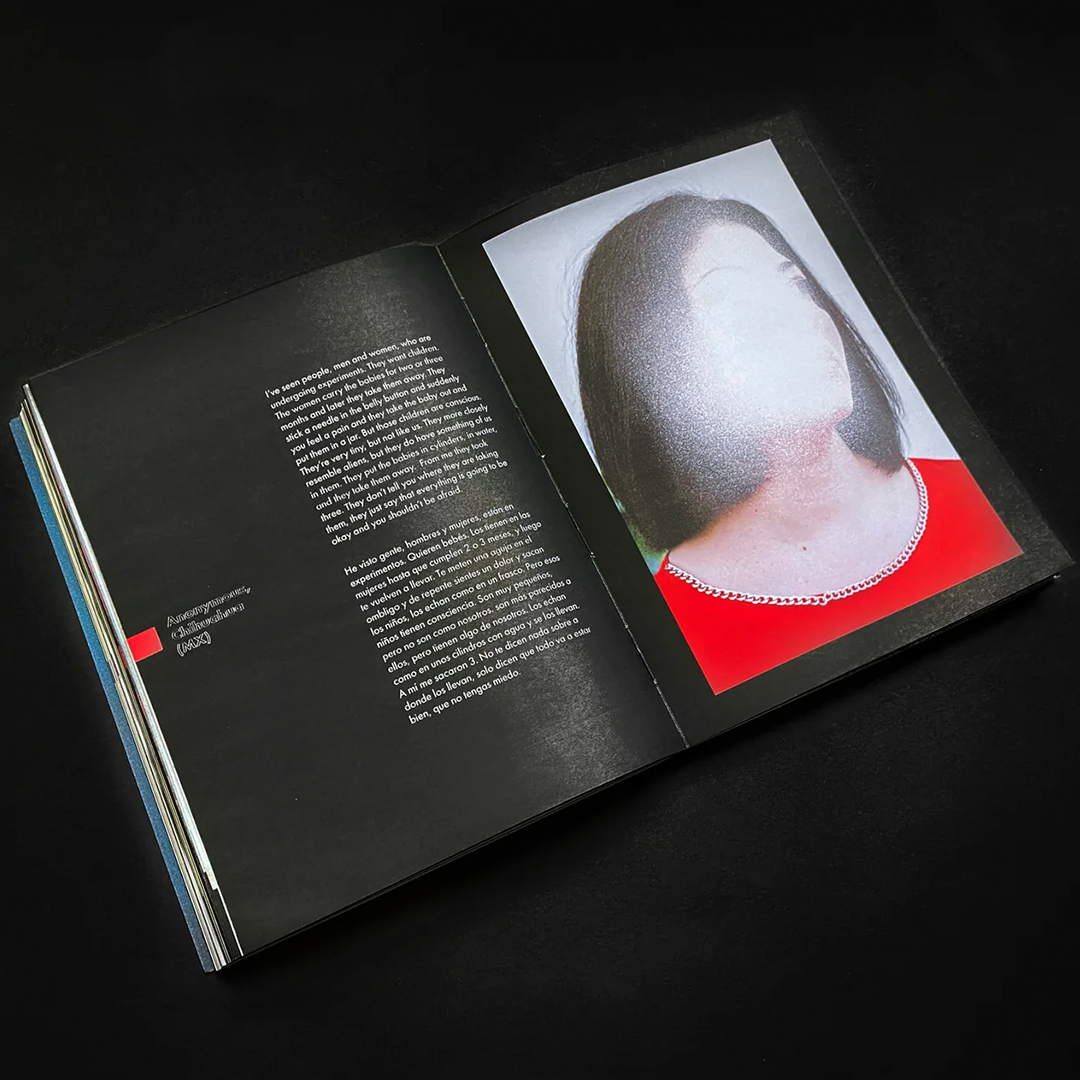 I've seen people, men and women, who are
undergoing experiments. They want children.
The women carry the babies for two or three
months and later they take them away. They
stick a needle in the belly button and suddenly
you feel a pain and they take the baby out and
put them in a jar. But those children are conscious.
They're very tiny, but not like us. They more closely
resemble aliens, but they do have something of us
in them. They put the babies in cylinders, in water,
and they take them away. From me they took
three. They don't tell you where they are taking
them, they just say that everything is going to be
okay and you shouldn't be afraid.
He visto gente, hombres y mujeres, están en
experimentos. Quieren bebés. Los tienen en las
mujeres hasta que cumplen 2 o 3 meses, y luego
te vuelven a llevar. Te meten una aguja en el
ombligo y de repente sientes un dolor y sacan
los niños, los echan como en un frasco. Pero esos
niños tienen consciencia. Son muy pequeños,
pero no son como nosotros. son más parecidos a
ellos, pero tienen algo de nosotros. Los echan
como en unos cilindros con agua y se los llevan.
A mí me sacaron 3. No te dicen nada sobre a
donde los llevan, solo dicen que todo va a estar
bien, que no tengas miedo.
Anonymous,
Chihuahua
(MX)